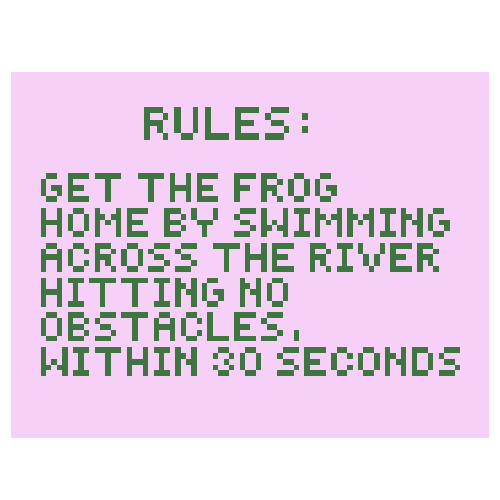 RULES:
GET THE FROG
HOME BY SWIMMING
ACROSS THE RIVER
HITTING NO
OBSTACLES,
WITHIN 30 SECONDS